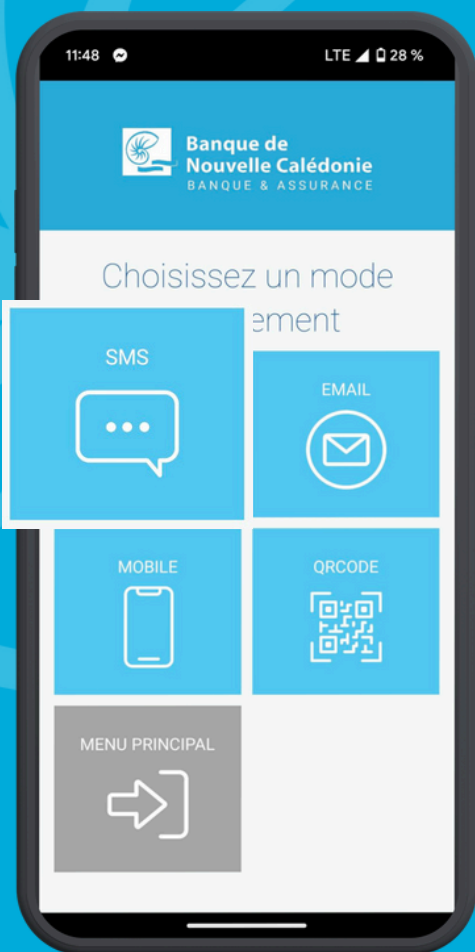 11:48
LTE 28 %
Banque de
Nouvelle Calédonie
BANQUE & ASSURANCE
Choisissez un mode
ement
SMS
EMAIL
MOBILE
QRCODE
MENU PRINCIPAL